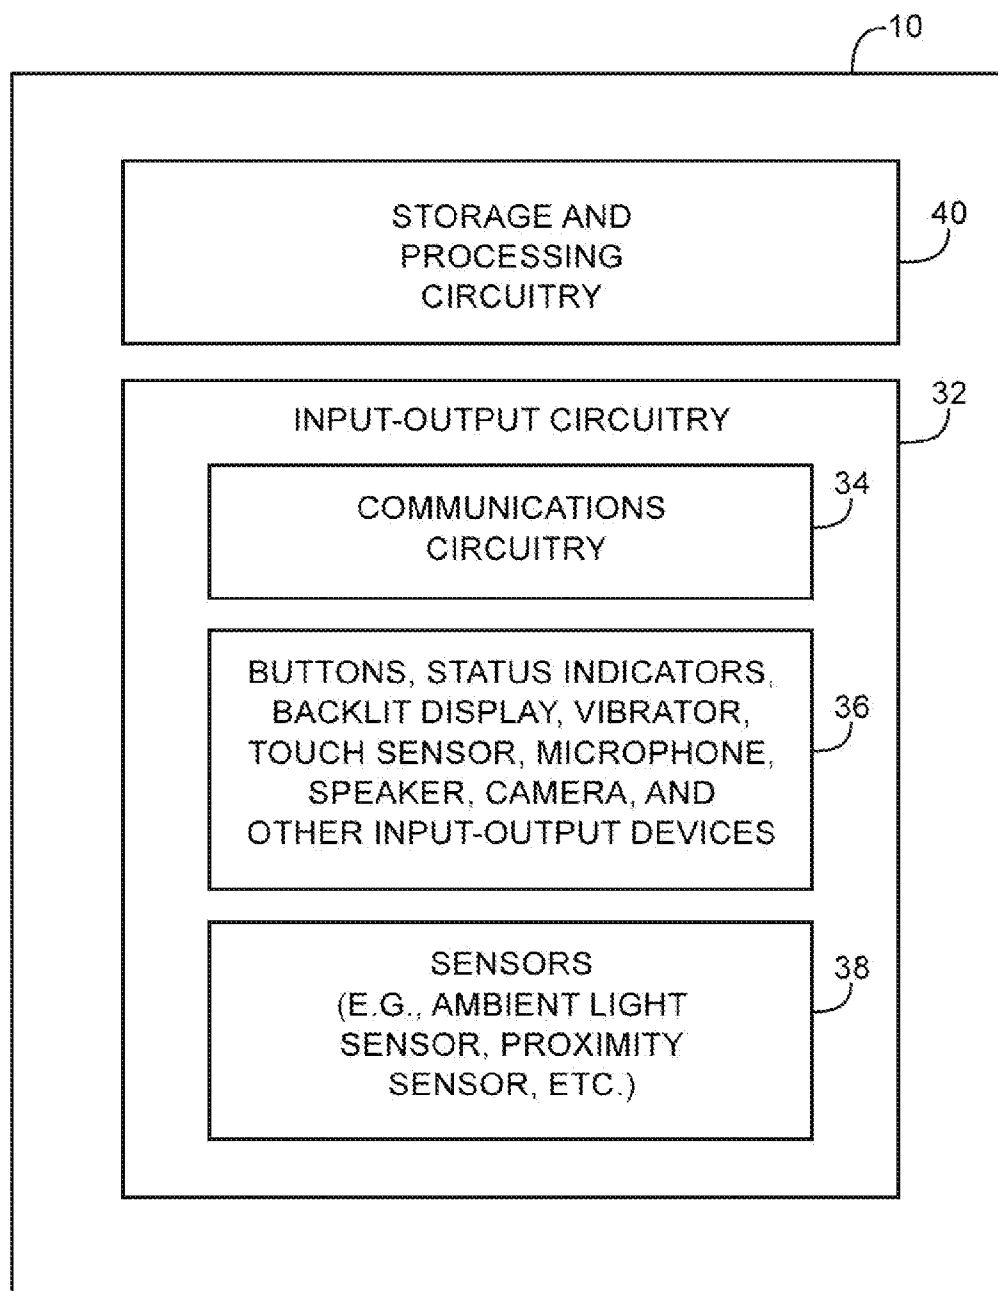 10
STORAGE AND
PROCESSING
CIRCUITRY
40
INPUT-OUTPUT CIRCUITRY
32
COMMUNICATIONS
CIRCUITRY
34
BUTTONS, STATUS INDICATORS,
BACKLIT DISPLAY, VIBRATOR,
TOUCH SENSOR, MICROPHONE,
SPEAKER, CAMERA, AND
OTHER INPUT-OUTPUT DEVICES
36
SENSORS
(E.G., AMBIENT LIGHT
SENSOR, PROXIMITY
SENSOR, ETC.)
38